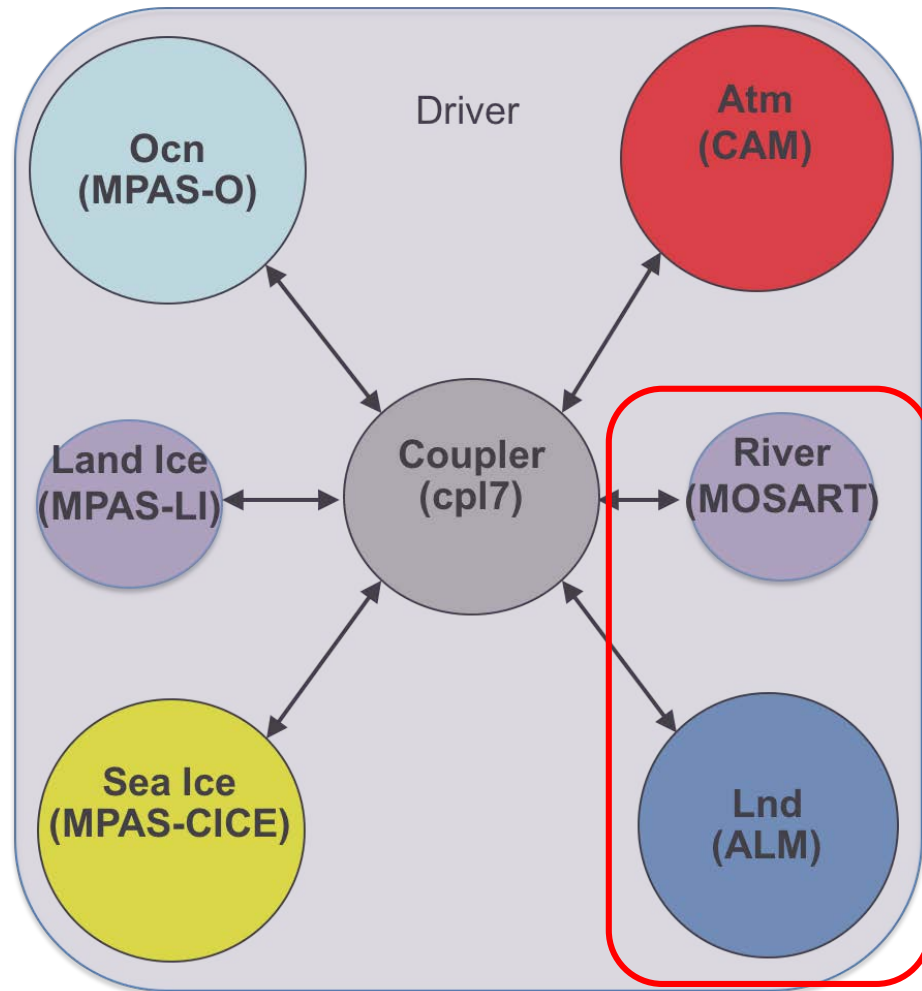 Driver
Ocn
(MPAS-O)
Atm
(CAM)
Land Ice
(MPAS-LI)
Coupler
(cpl7)
River
(MOSART)
Sea Ice
(MPAS-CICE)
Lnd
(ALM)